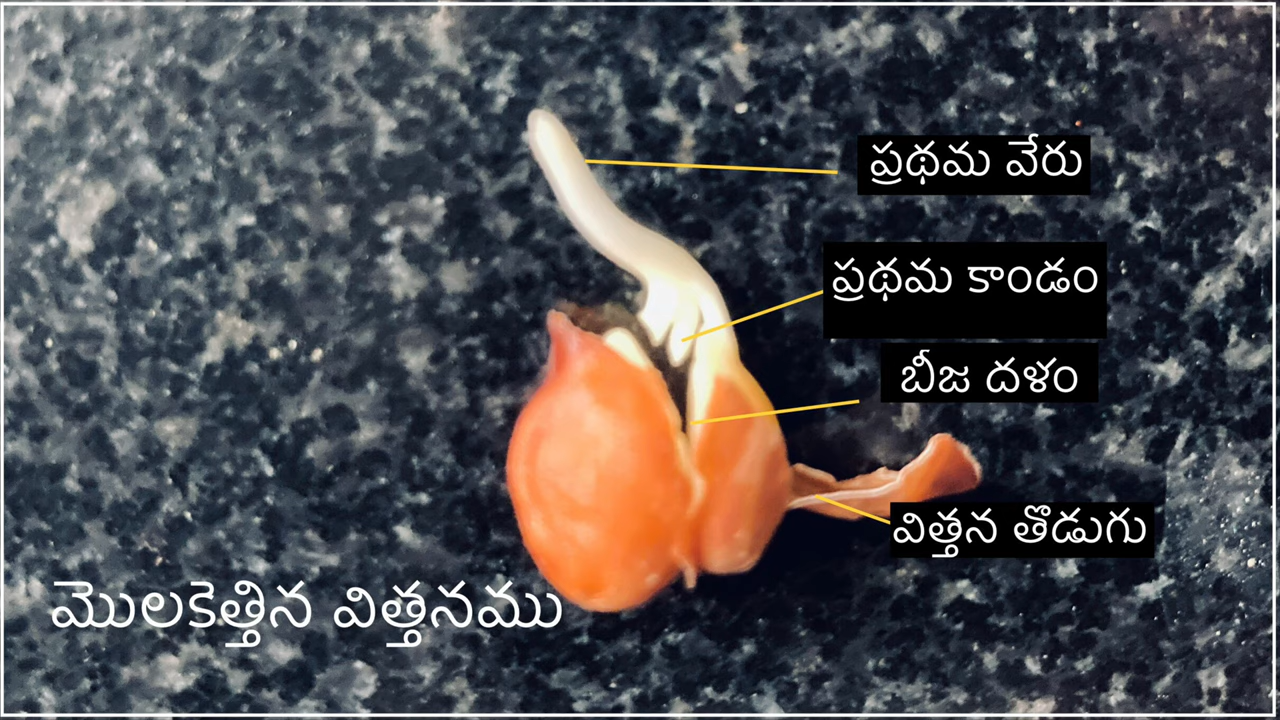 ప్రథమ వేరు
ప్రథమ కాండం
బీజ దళం
విత్తన తొడుగు
మొలకెత్తిన విత్తనము